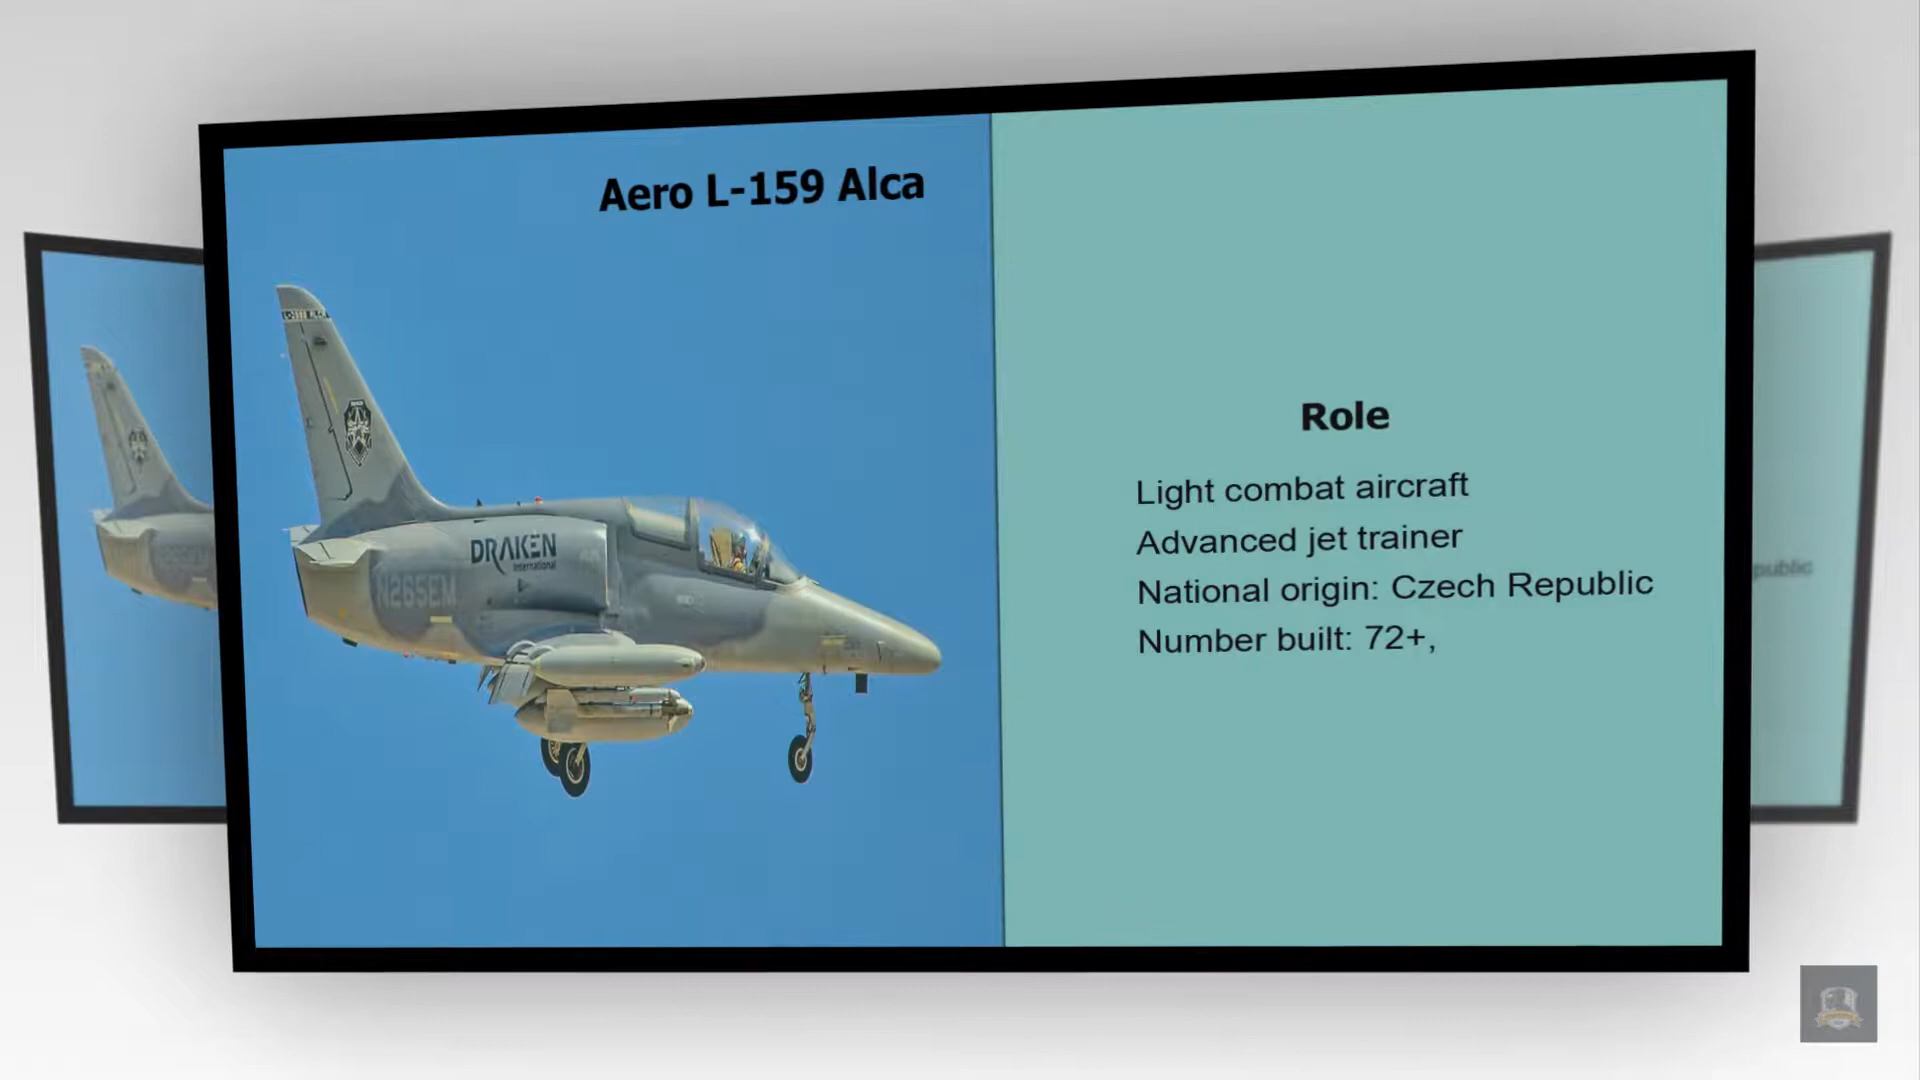 Aero L-159 Alca
DRAKEN
International
N265EM
Role
Light combat aircraft
Advanced jet trainer
National origin: Czech Republic
Number built: 72+,
public